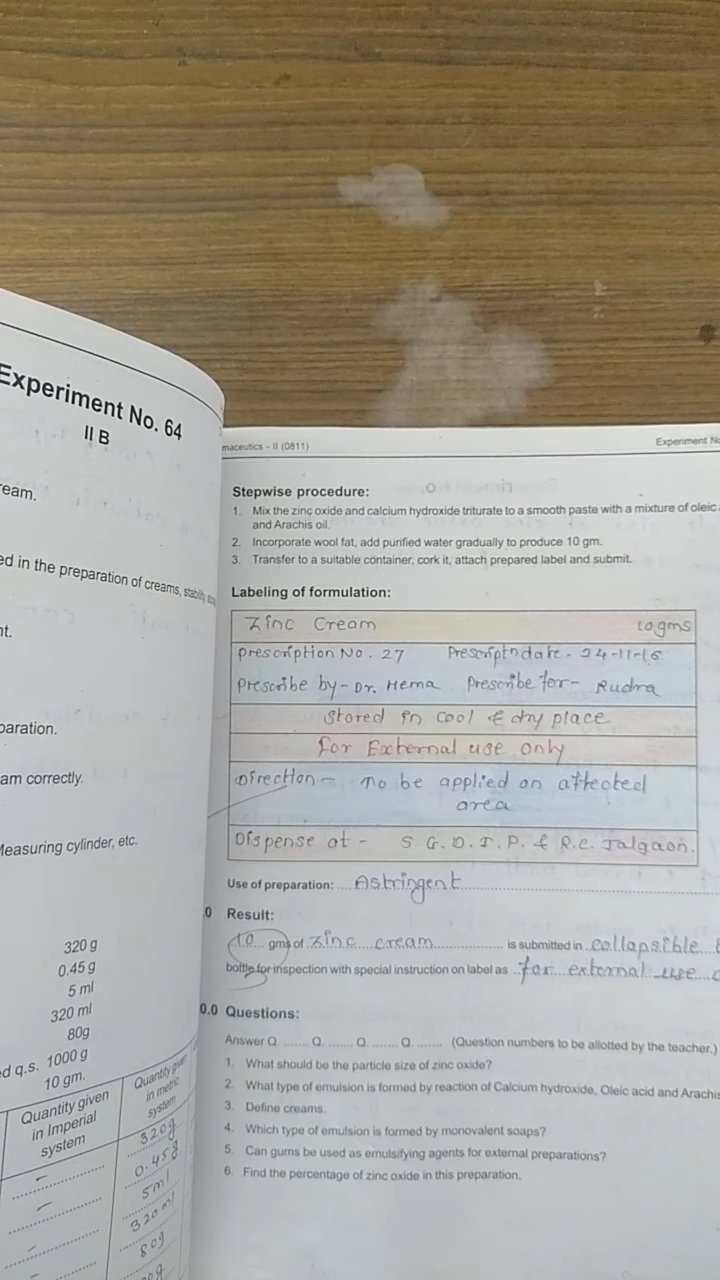 Experiment No. 64
II B
ream.
ed in the preparation of creams, stability
nt.
paration.
am correctly.
Measuring cylinder, etc.
320 g
0.45 g
5 ml
320 ml
80g
ed q.s. 1000 g
10 gm.
Quantity given
in Imperial
system
Quantity given
in metric
system
320g
0.45g
5ml
320 ml
80g
maceutics - II (0811)
Experiment No
Stepwise procedure:
1. Mix the zinc oxide and calcium hydroxide triturate to a smooth paste with a mixture of oleic
and Arachis oil.
2. Incorporate wool fat, add purified water gradually to produce 10 gm.
3. Transfer to a suitable container, cork it, attach prepared label and submit.
Labeling of formulation:
Zinc Cream 10gms
prescription No. 27 Prescriptn date - 24-11-16
Prescribe by - Dr. Hema Prescribe for - Rudra
Stored in cool & dry place
for External use only
Direction - To be applied on affected
area
Dispense at - S. G. D. I. P. & R.C. Jalgaon.
Use of preparation: Astringent
.0 Result:
10 gms of Zinc cream is submitted in collapsible
bottle for inspection with special instruction on label as for external use
0.0 Questions:
Answer Q. ........ Q. ....... Q. ....... Q. ....... (Question numbers to be allotted by the teacher.)
1. What should be the particle size of zinc oxide?
2. What type of emulsion is formed by reaction of Calcium hydroxide, Oleic acid and Arachis
3. Define creams.
4. Which type of emulsion is formed by monovalent soaps?
5. Can gums be used as emulsifying agents for external preparations?
6. Find the percentage of zinc oxide in this preparation.